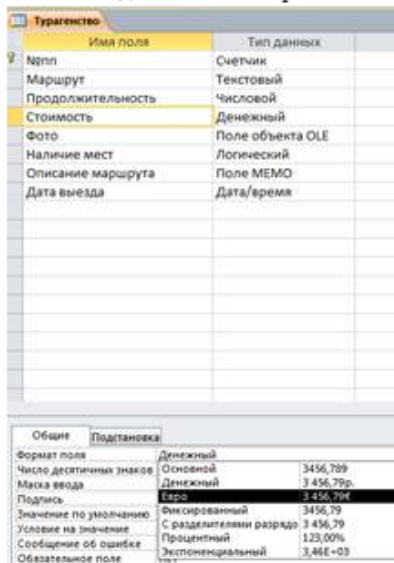 Турагенство
Имя поля Тип данных
№пп Счетчик
Маршрут Текстовый
Продолжительность Числовой
Стоимость Денежный
Фото Поле объекта OLE
Наличие мест Логический
Описание маршрута Поле МЕМО
Дата выезда Дата/время
Общие Подстановка
Формат поля Денежный
Число десятичных знаков Основной 3456,789
Маска ввода Денежный 3 456,79р.
Подпись Евро 3 456,79€
Значение по умолчанию Фиксированный 3456,79
Условие на значение С разделителями разрядо 3 456,79
Сообщение об ошибке Процентный 123,00%
Обязательное поле Экспоненциальный 3,46E+03